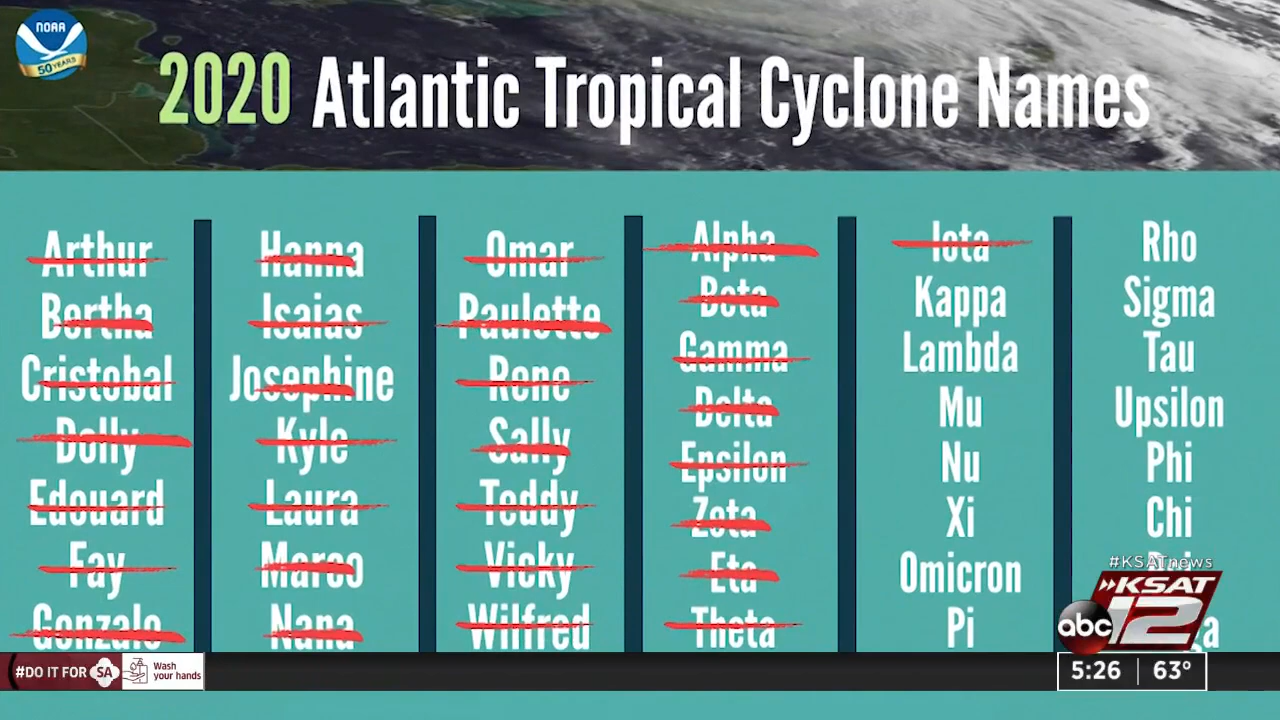 NOAA
50 YEARS
2020 Atlantic Tropical Cyclone Names
Arthur
Bertha
Cristobal
Dolly
Edouard
Fay
Gonzalo
Hanna
Isaias
Josephine
Kyle
Laura
Marco
Nana
Omar
Paulette
Rene
Sally
Teddy
Vicky
Wilfred
Alpha
Beta
Gamma
Delta
Epsilon
Zeta
Eta
Theta
Iota
Kappa
Lambda
Mu
Nu
Xi
Omicron
Pi
Rho
Sigma
Tau
Upsilon
Phi
Chi
#KSATnews
KSAT
abc 12
#DO IT FOR SA
Wash
your hands
5:26 63°